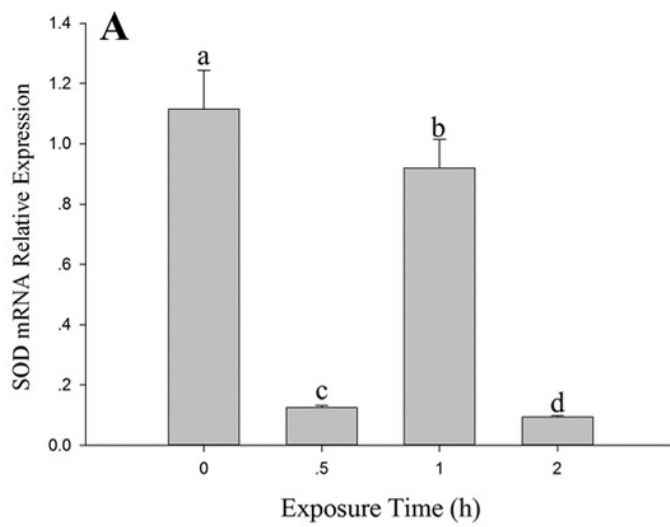 A
SOD mRNA Relative Expression
1.4
1.2
1.0
.8
.6
.4
.2
0.0
a
b
c
d
0 .5 1 2
Exposure Time (h)